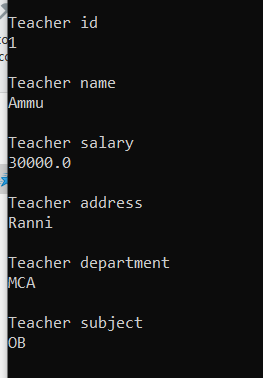 Teacher id
1
Teacher name
Ammu
Teacher salary
30000.0
Teacher address
Ranni
Teacher department
MCA
Teacher subject
OB